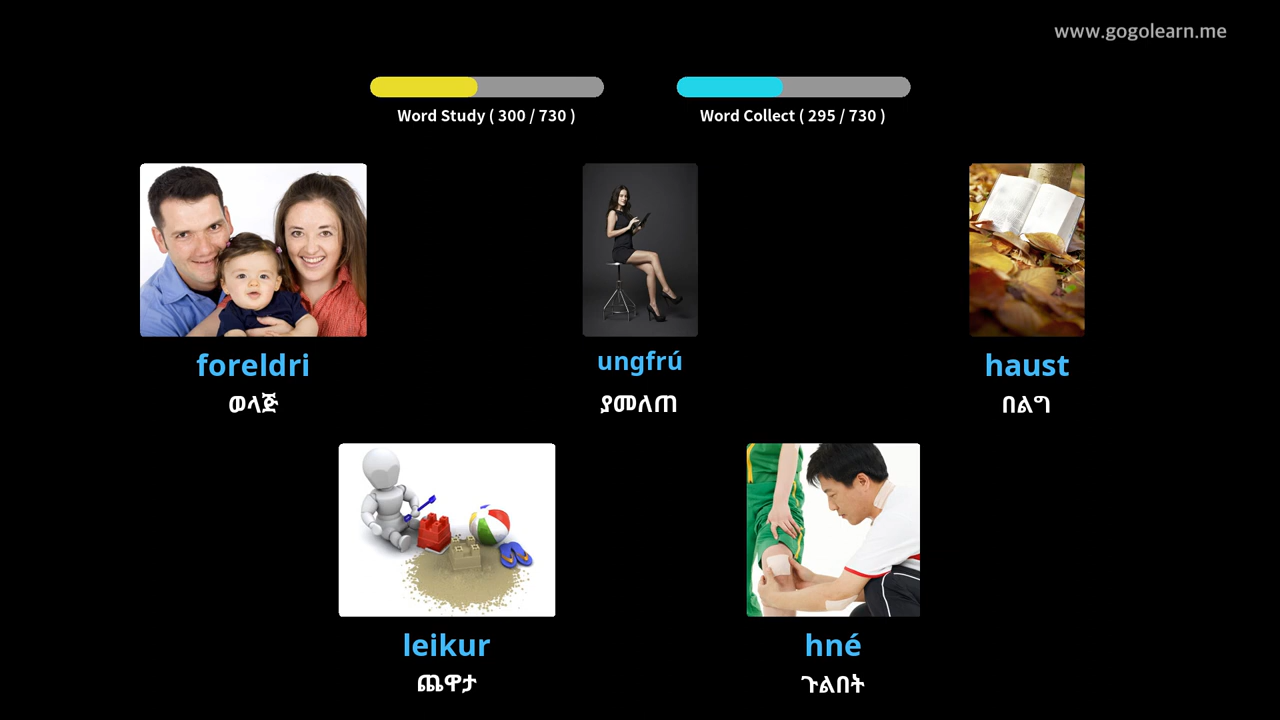 www.gogolearn.me
Word Study ( 300 / 730 )
Word Collect ( 295 / 730 )
foreldri
ወላጅ
ungfrú
ያመለጠ
haust
በልግ
leikur
ጨዋታ
hné
ጉልበት